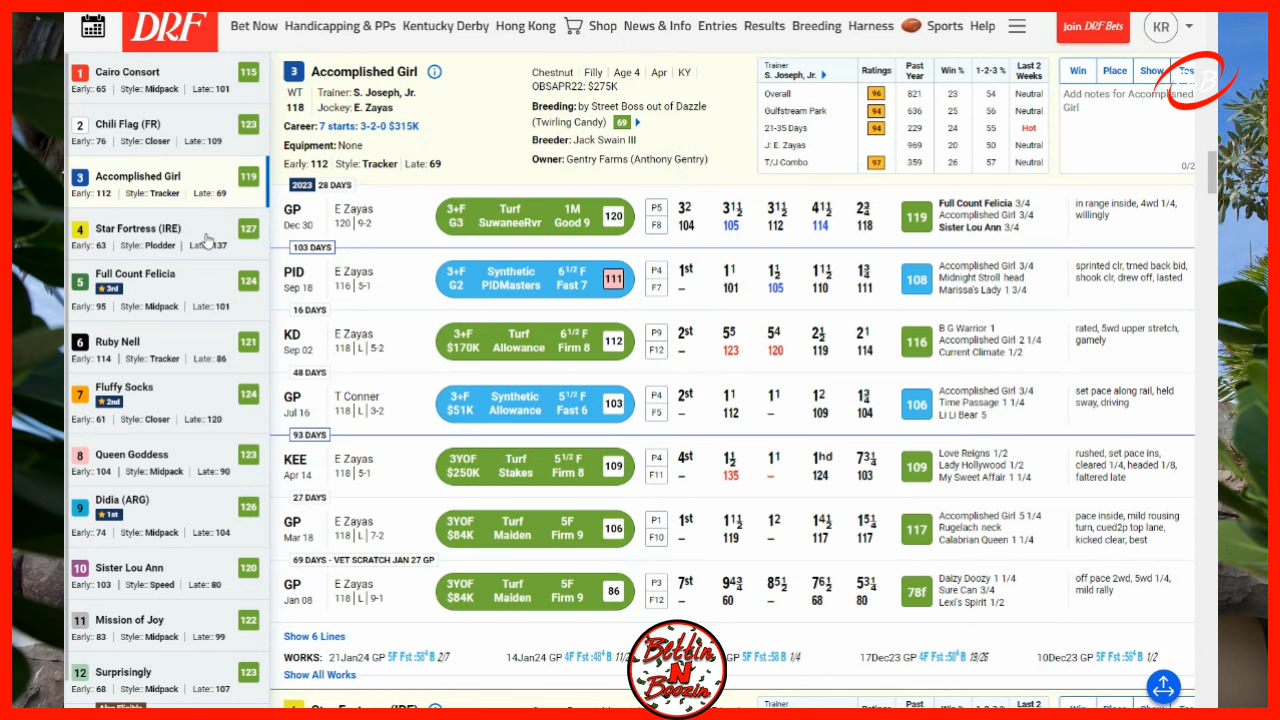 DRF
Bet Now Handicapping & PPs Kentucky Derby Hong Kong Shop News & Info Entries Results Breeding Harness Sports Help
Join DRF Bets
KR
1 Cairo Consort 115
Early: 65 | Style: Midpack | Late: 101
2 Chili Flag (FR) 123
Early: 76 | Style: Closer | Late: 109
3 Accomplished Girl 119
Early: 112 | Style: Tracker | Late: 69
4 Star Fortress (IRE) 127
Early: 63 | Style: Plodder | Late: 137
5 Full Count Felicia 124
3rd
Early: 95 | Style: Midpack | Late: 101
6 Ruby Nell 121
Early: 114 | Style: Tracker | Late: 86
7 Fluffy Socks 124
2nd
Early: 61 | Style: Closer | Late: 120
8 Queen Goddess 123
Early: 104 | Style: Midpack | Late: 90
9 Didia (ARG) 126
1st
Early: 74 | Style: Midpack | Late: 104
10 Sister Lou Ann 120
Early: 103 | Style: Speed | Late: 80
11 Mission of Joy 122
Early: 83 | Style: Midpack | Late: 99
12 Surprisingly 123
Early: 68 | Style: Midpack | Late: 107
Also Eligible
3 Accomplished Girl
WT Trainer: S. Joseph, Jr.
118 Jockey: E. Zayas
Career: 7 starts: 3-2-0 $315K
Equipment: None
Early: 112 | Style: Tracker | Late: 69
Chestnut | Filly | Age 4 | Apr | KY |
OBSAPR22: $275K
Breeding: by Street Boss out of Dazzle
(Twirling Candy) 69
Breeder: Jack Swain III
Owner: Gentry Farms (Anthony Gentry)
Trainer S. Joseph, Jr. Ratings Past Year Win % 1-2-3 % Last 2 Weeks
Overall 96 821 23 54 Neutral
Gulfstream Park 94 636 25 56 Neutral
21-35 Days 94 229 24 55 Hot
J: E. Zayas 969 20 50 Neutral
T/J Combo 97 359 26 57 Neutral
Win Place Show
Add notes for Accomplished
Girl
0/2
2023 28 DAYS
GP E Zayas 3+F Turf 1M 120 P5 3² 31½ 31½ 41½ 2¾ 119 Full Count Felicia 3/4 in range inside, 4wd 1/4,
Dec 30 120 | 9-2 G3 SuwaneeRvr Good 9 F8 104 105 112 114 118 Accomplished Girl 3/4 willingly
Sister Lou Ann 3/4
103 DAYS
PID E Zayas 3+F Synthetic 6 1/2 F 111 P4 1st 1¹ 1½ 11½ 1¾ 108 Accomplished Girl 3/4 sprinted clr, trned back bid,
Sep 18 116 | 5-1 G2 PIDMasters Fast 7 F7 – 101 105 110 111 Midnight Stroll head shook clr, drew off, lasted
Marissa's Lady 1 3/4
16 DAYS
KD E Zayas 3+F Turf 6 1/2 F 112 P9 2st 5⁵ 5⁴ 2½ 2¹ 116 B G Warrior 1 rated, 5wd upper stretch,
Sep 02 118 | L | 5-2 $170K Allowance Firm 8 F12 – 123 120 119 114 Accomplished Girl 2 1/4 gamely
Current Climate 1/2
48 DAYS
GP T Conner 3+F Synthetic 5 1/2 F 103 P4 2st 1¹ 1¹ 1² 1¾ 106 Accomplished Girl 3/4 set pace along rail, held
Jul 16 118 | L | 3-2 $51K Allowance Fast 6 F5 – 112 – 109 104 Time Passage 1 1/4 sway, driving
Li Li Bear 5
93 DAYS
KEE E Zayas 3YOF Turf 5 1/2 F 109 P4 4st 1½ 1¹ 1hd 73¼ 109 Love Reigns 1/2 rushed, set pace ins,
Apr 14 118 | 5-1 $250K Stakes Firm 8 F11 – 135 – 124 103 Lady Hollywood 1/2 cleared 1/4, headed 1/8,
My Sweet Affair 1 1/4 faltered late
27 DAYS
GP E Zayas 3YOF Turf 5F 106 P1 1st 11½ 1² 14½ 15¼ 117 Accomplished Girl 5 1/4 pace inside, mild rousing
Mar 18 118 | L | 7-2 $84K Maiden Firm 9 F10 – 119 – 117 117 Rugelach neck turn, cued2p top lane,
Calabrian Queen 1 1/4 kicked clear, best
69 DAYS - VET SCRATCH JAN 27 GP
GP E Zayas 3YOF Turf 5F 86 P3 7st 94¾ 85½ 76½ 53¼ 78f Daizy Doozy 1 1/4 off pace 2wd, 5wd 1/4,
Jan 08 118 | L | 9-1 $84K Maiden Firm 9 F12 – 60 – 68 80 Sure Can 3/4 mild rally
Lexi's Spirit 1/2
Show 6 Lines
WORKS: 21Jan24 GP 5F Fst :58⁴ B 2/7 14Jan24 GP 4F Fst :48⁴ B GP 5F Fst :58 B 1/4 17Dec23 GP 4F Fst :50⁰ B 19/26 10Dec23 GP 5F Fst :56⁴ B 1/2
Show All Works
Trainer Past Last 2
Bettin
N
Boozin